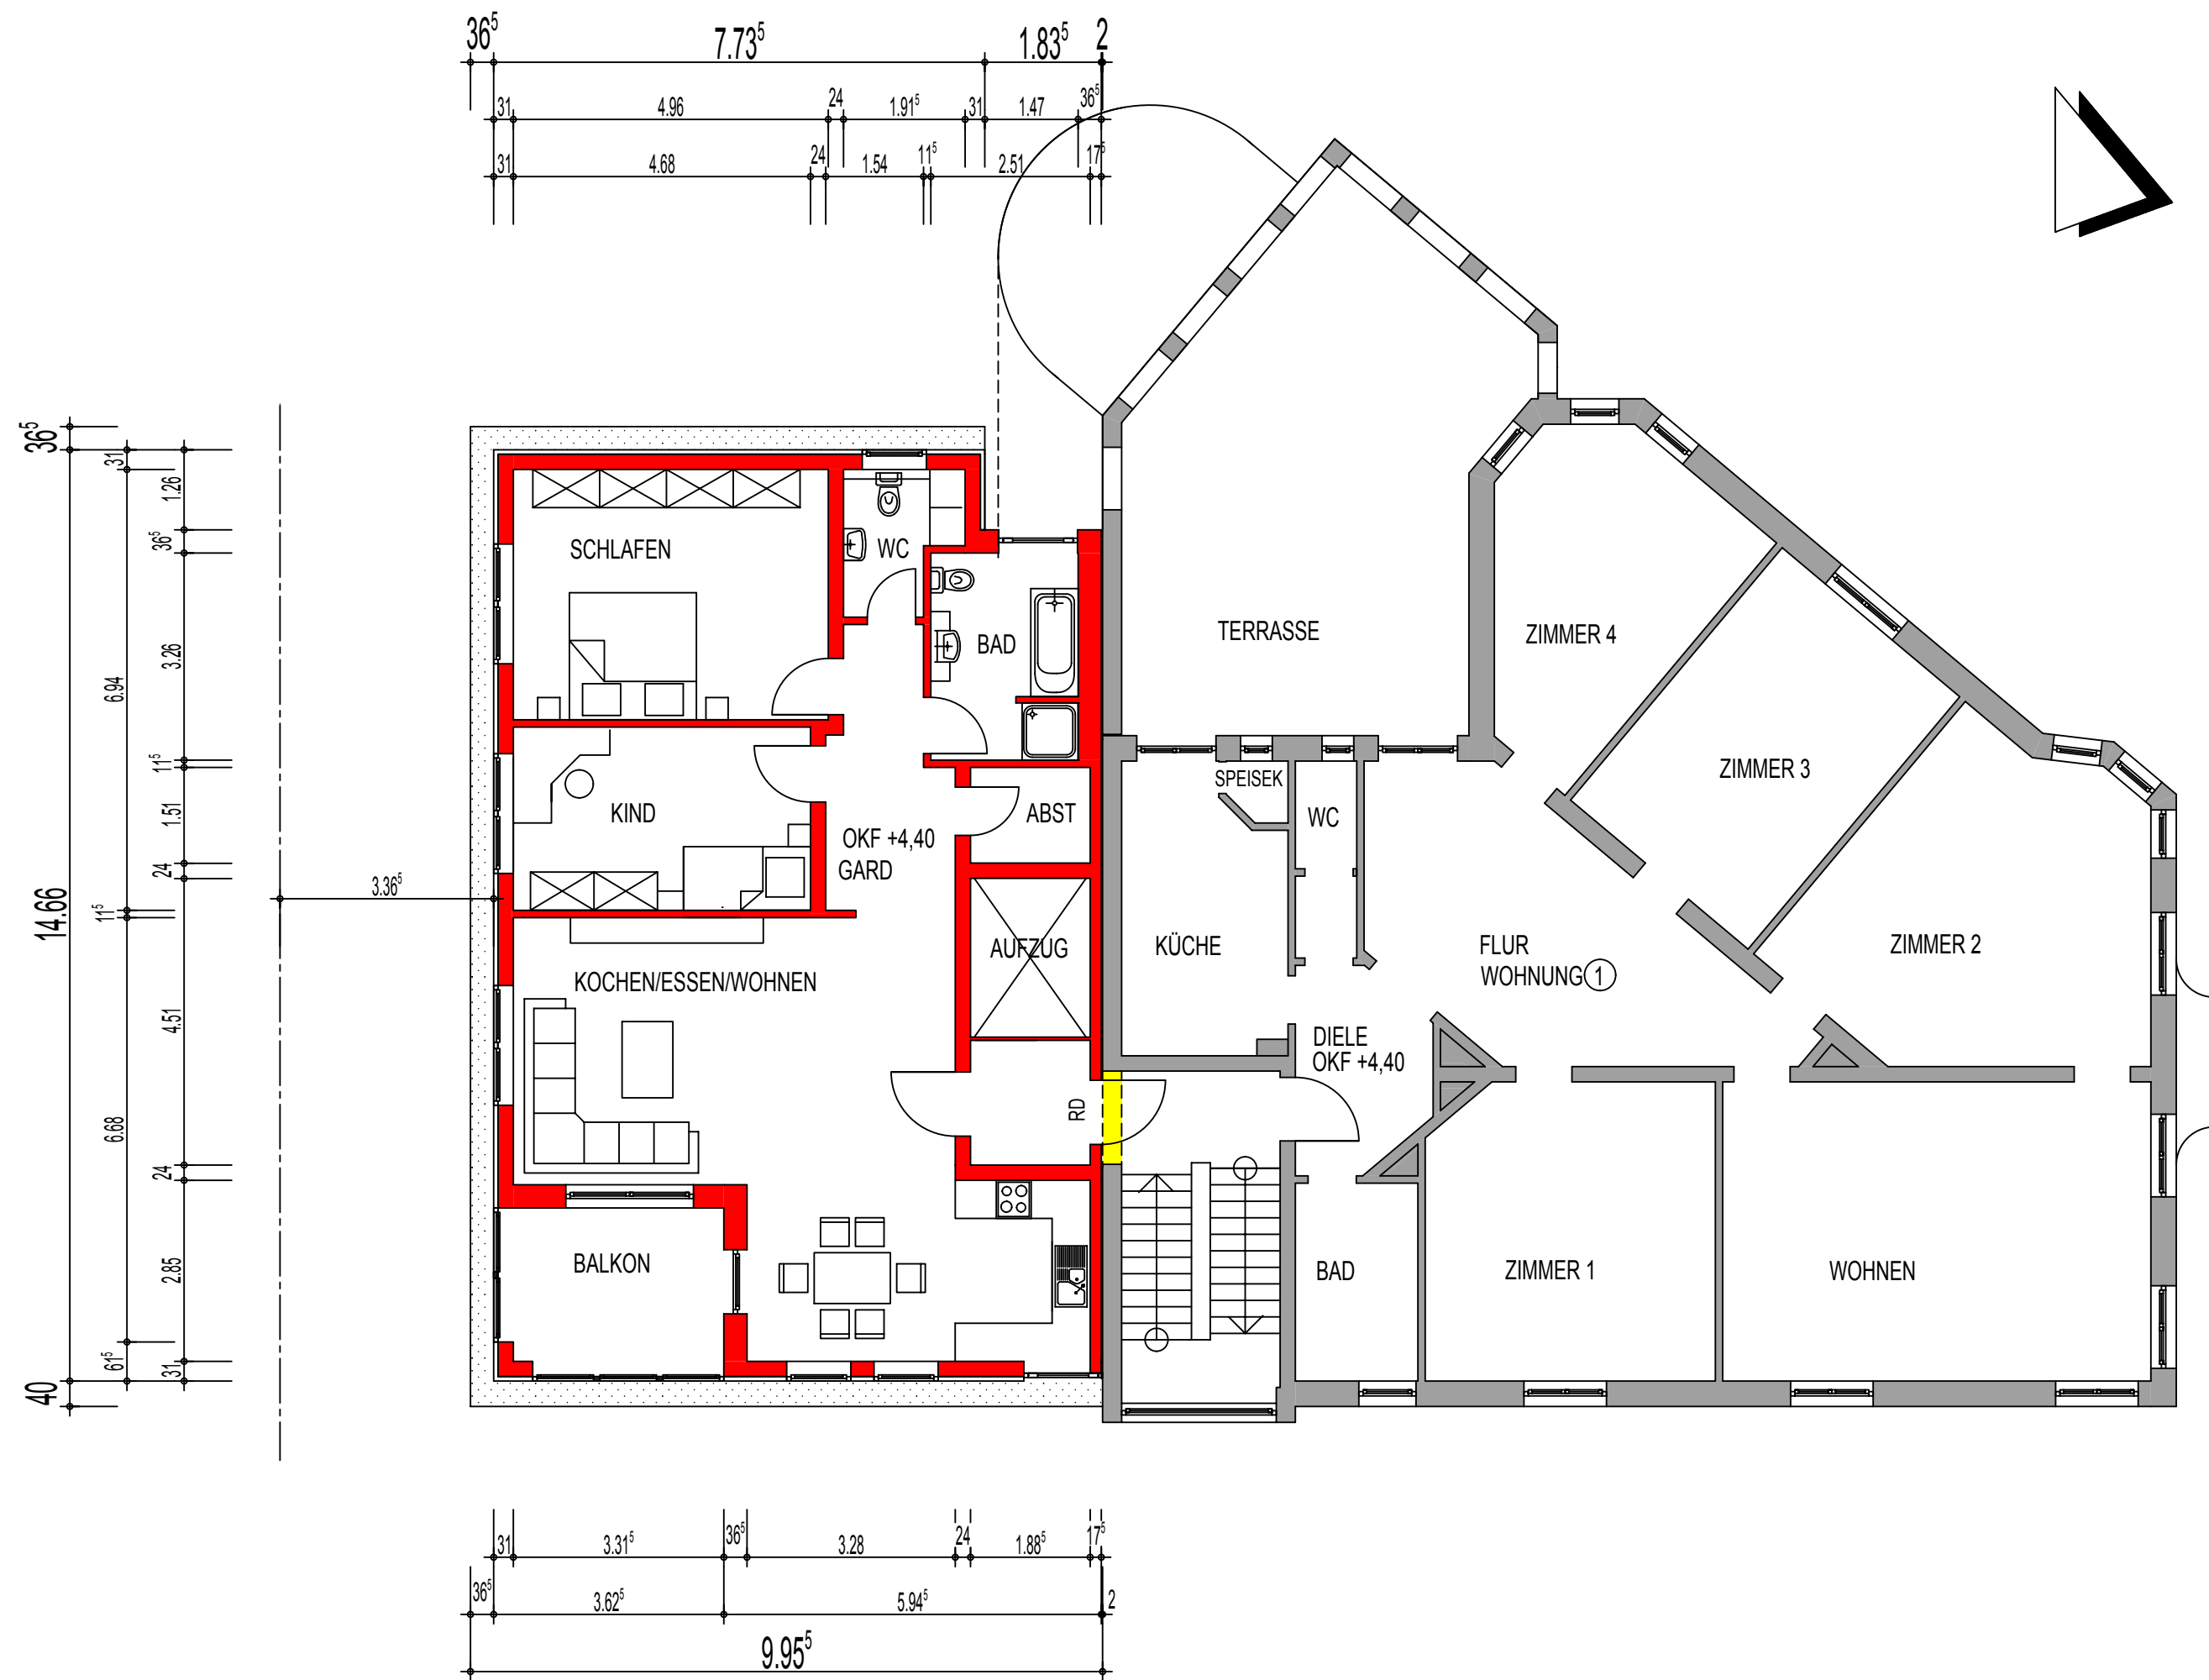 36⁵ 7.73⁵ 1.83⁵ 2
31 4.96 24 1.91⁵ 31 1.47 36⁵
31 4.68 24 1.54 11⁵ 2.51 17⁵
36⁵
14.66
40
31
6.94
11⁵
6.68
61⁵
1.26
36⁵
3.26
11⁵
1.51
24
4.51
24
2.85
31
3.36⁵
SCHLAFEN
WC
BAD
KIND
ABST
OKF +4,40
GARD
AUFZUG
KOCHEN/ESSEN/WOHNEN
RD
BALKON
TERRASSE
ZIMMER 4
ZIMMER 3
SPEISEK
WC
KÜCHE
FLUR
WOHNUNG 1
ZIMMER 2
DIELE
OKF +4,40
BAD
ZIMMER 1
WOHNEN
31 3.31⁵ 36⁵ 3.28 24 1.88⁵ 17⁵
36⁵ 3.62⁵ 5.94⁵ 2
9.95⁵